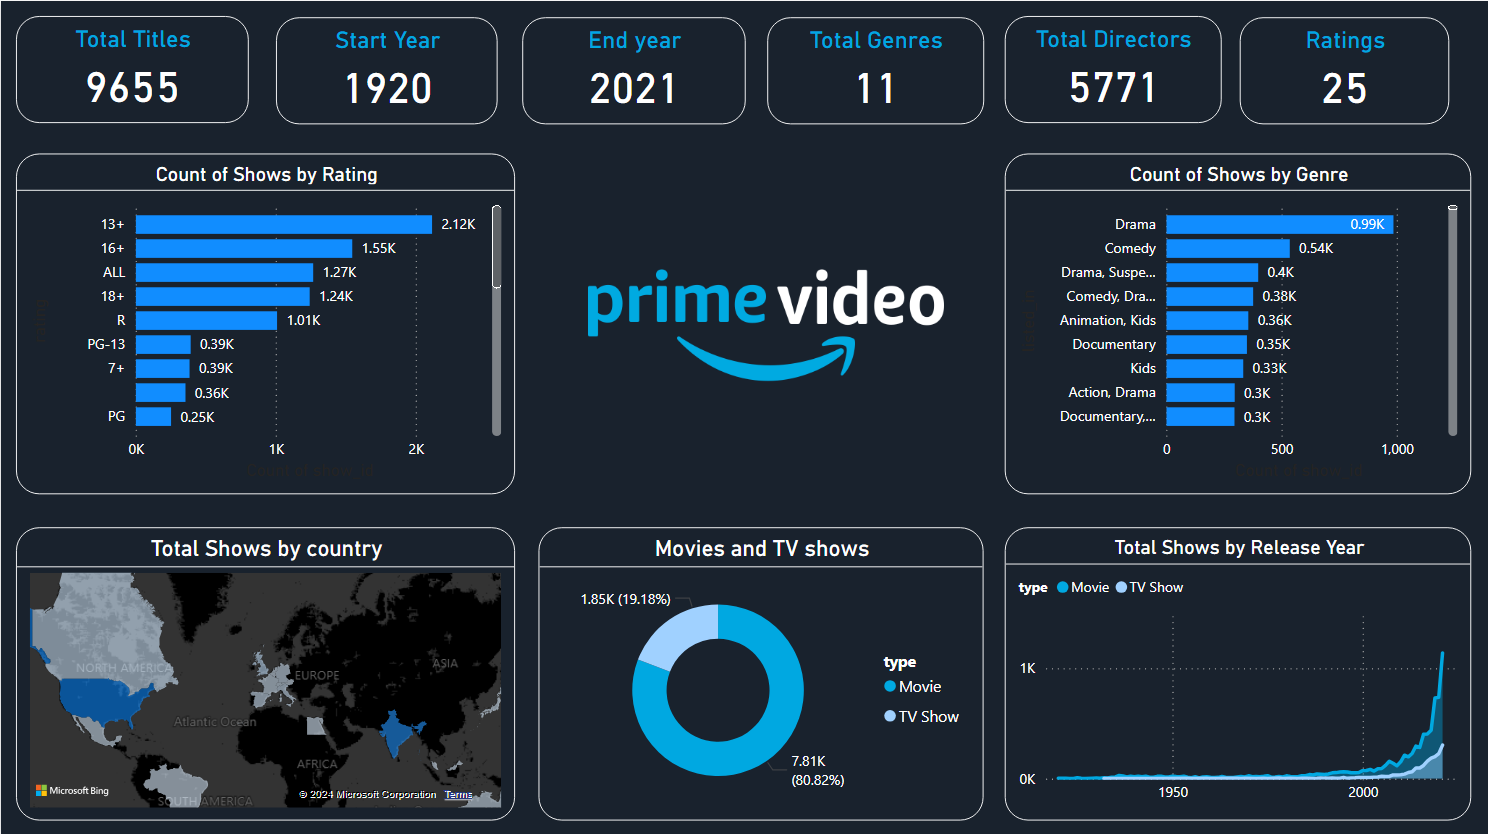 Total Titles
9655
Start Year
1920
End year
2021
Total Genres
11
Total Directors
5771
Ratings
25
Count of Shows by Rating
13+ 2.12K
16+ 1.55K
ALL 1.27K
18+ 1.24K
R 1.01K
PG-13 0.39K
7+ 0.39K
0.36K
PG 0.25K
0K 1K 2K
prime video
Count of Shows by Genre
Drama 0.99K
Comedy 0.54K
Drama, Suspe... 0.4K
Comedy, Dra... 0.38K
Animation, Kids 0.36K
Documentary 0.35K
Kids 0.33K
Action, Drama 0.3K
Documentary,... 0.3K
0 500 1,000
Total Shows by country
NORTH AMERICA
EUROPE
ASIA
Atlantic Ocean
AFRICA
SOUTH AMERICA
Microsoft Bing
© 2024 Microsoft Corporation Terms
Movies and TV shows
1.85K (19.18%)
7.81K
(80.82%)
type
Movie
TV Show
Total Shows by Release Year
type Movie TV Show
1K
0K
1950 2000